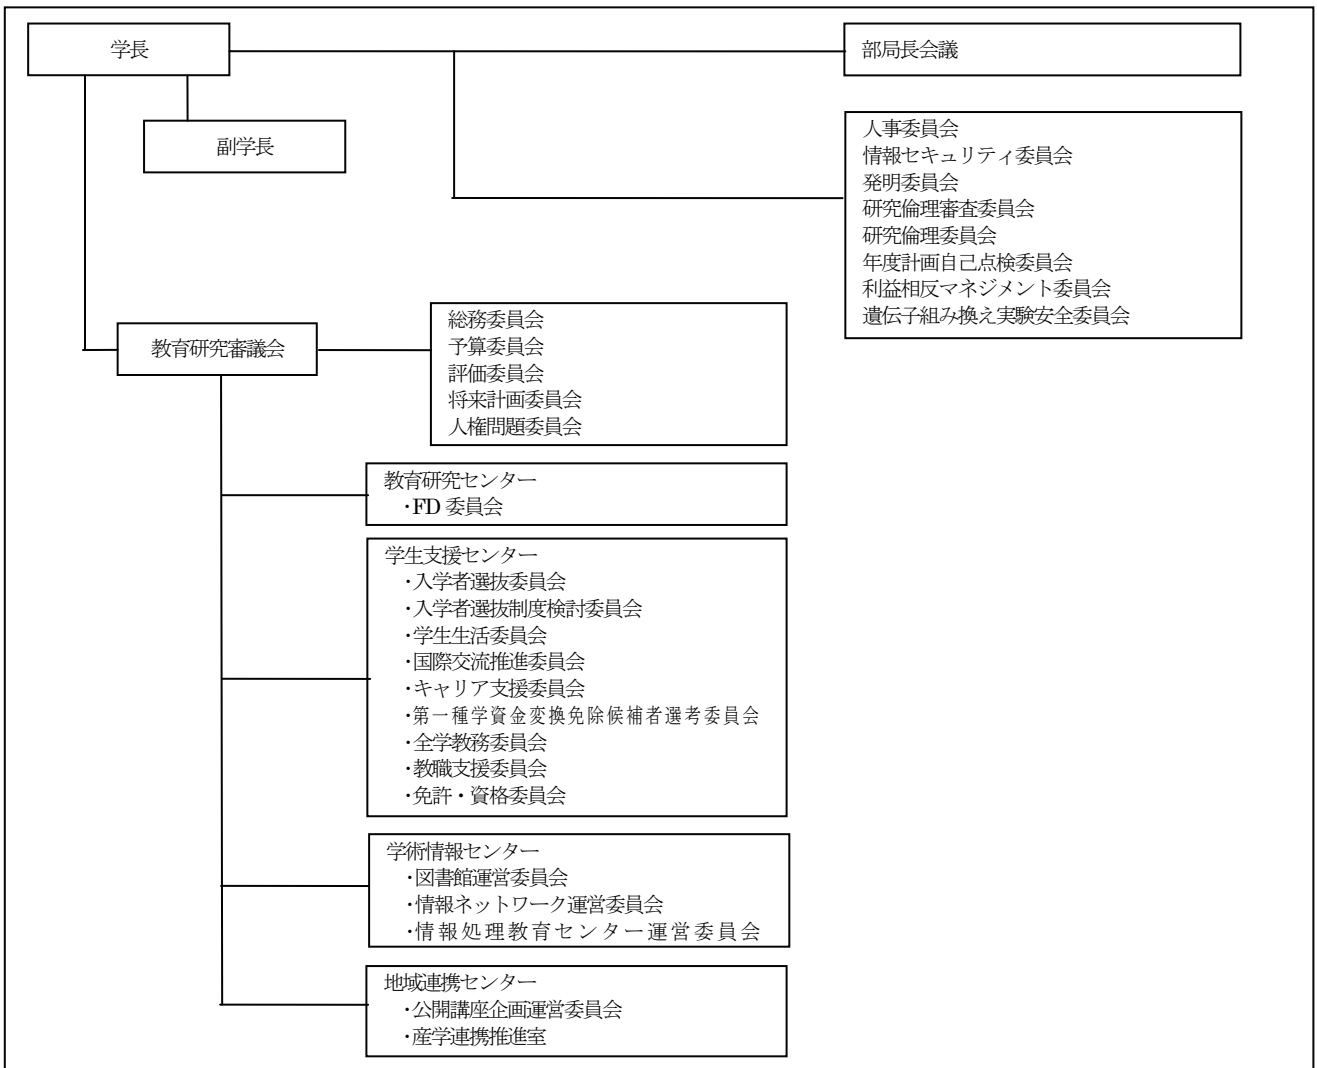 学長
部局長会議
副学長
人事委員会
情報セキュリティ委員会
発明委員会
研究倫理審査委員会
研究倫理委員会
年度計画自己点検委員会
利益相反マネジメント委員会
遺伝子組み換え実験安全委員会
教育研究審議会
総務委員会
予算委員会
評価委員会
将来計画委員会
人権問題委員会
教育研究センター
・FD 委員会
学生支援センター
・入学者選抜委員会
・入学者選抜制度検討委員会
・学生生活委員会
・国際交流推進委員会
・キャリア支援委員会
・第一種学資金変換免除候補者選考委員会
・全学教務委員会
・教職支援委員会
・免許・資格委員会
学術情報センター
・図書館運営委員会
・情報ネットワーク運営委員会
・情報処理教育センター運営委員会
地域連携センター
・公開講座企画運営委員会
・産学連携推進室